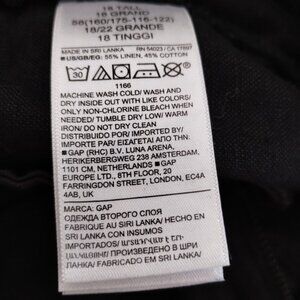 18 TALL
18 GRAND
58(160/175-116-122)
18/22 GRANDE
18 TINGGI
MADE IN SRI LANKA RN 54023 / CA 17897
US/GB/EG: 55% LINEN, 45% COTTON
30
1166
MACHINE WASH COLD/ WASH AND
DRY INSIDE OUT WITH LIKE COLORS/
ONLY NON-CHLORINE BLEACH WHEN
NEEDED/ TUMBLE DRY LOW/ WARM
IRON/ DO NOT DRY CLEAN
DISTRIBUIDO POR/ IMPORTED BY/
IMPORTE PAR/ ΕΙΣΑΓΕΤΑΙ ΑΠΟ ΤΗΝ:
GAP (RHC) B.V. LUNA ARENA,
HERIKERBERGWEG 238 AMSTERDAM,
1101 CM, NETHERLANDS GAP
EUROPE LTD., 6TH FLOOR, 20
FARRINGDON STREET, LONDON, EC4A
4AB, UK
MARCA: GAP
ОДЕЖДА ВТОРОГО СЛОЯ
FABRIQUE AU SRI LANKA/ HECHO EN
SRI LANKA CON INSUMOS
IMPORTADOS/
ПРОИЗВЕДЕНО В ШРИ
ЛАНКА/ FABRICADO EM SRI LANKA/